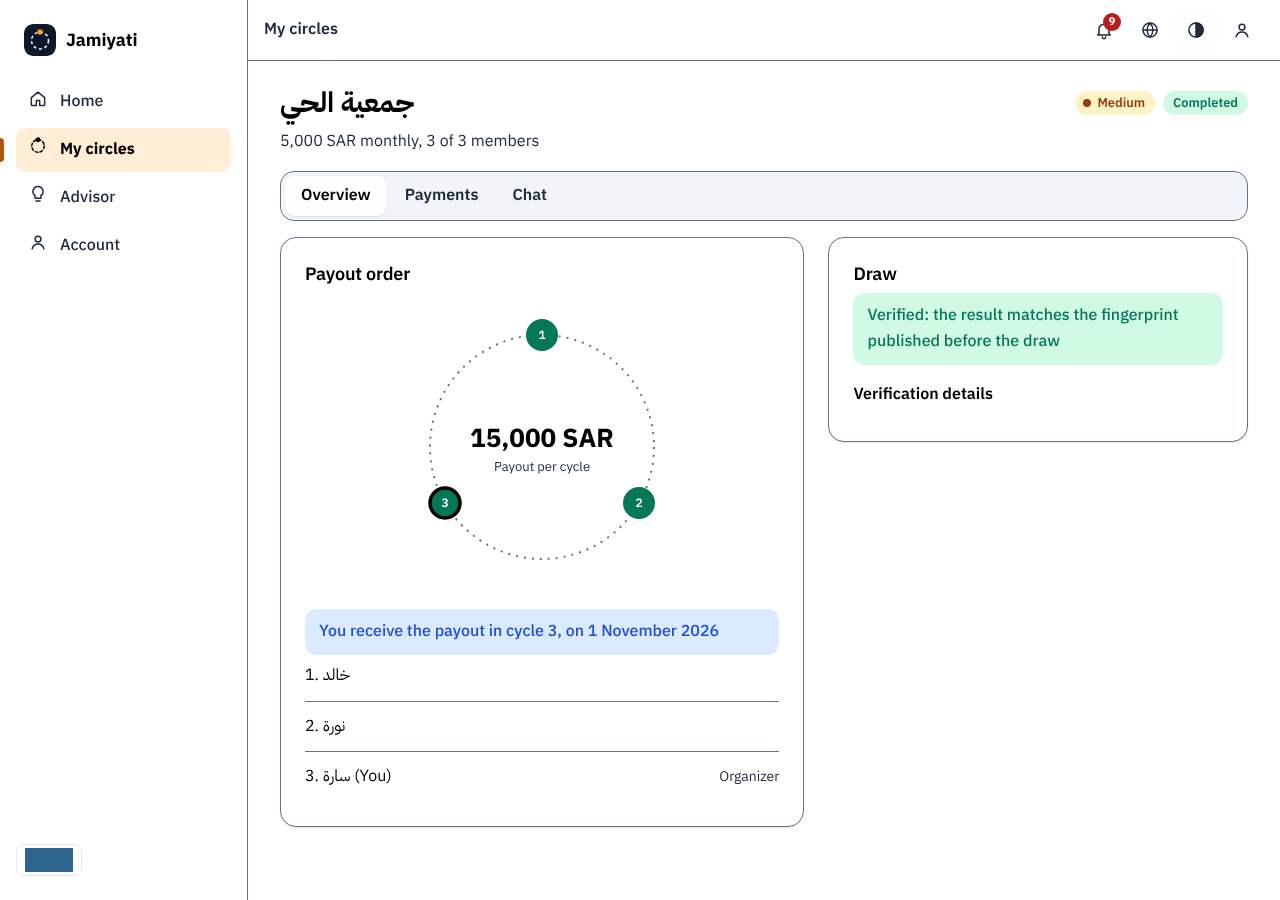 Jamiyati
Home
My circles
Advisor
Account
My circles
9
جمعية الحي
Medium
Completed
5,000 SAR monthly, 3 of 3 members
Overview
Payments
Chat
Payout order
1
15,000 SAR
Payout per cycle
3
2
You receive the payout in cycle 3, on 1 November 2026
1. خالد
2. نورة
3. سارة (You)
Organizer
Draw
Verified: the result matches the fingerprint
published before the draw
Verification details